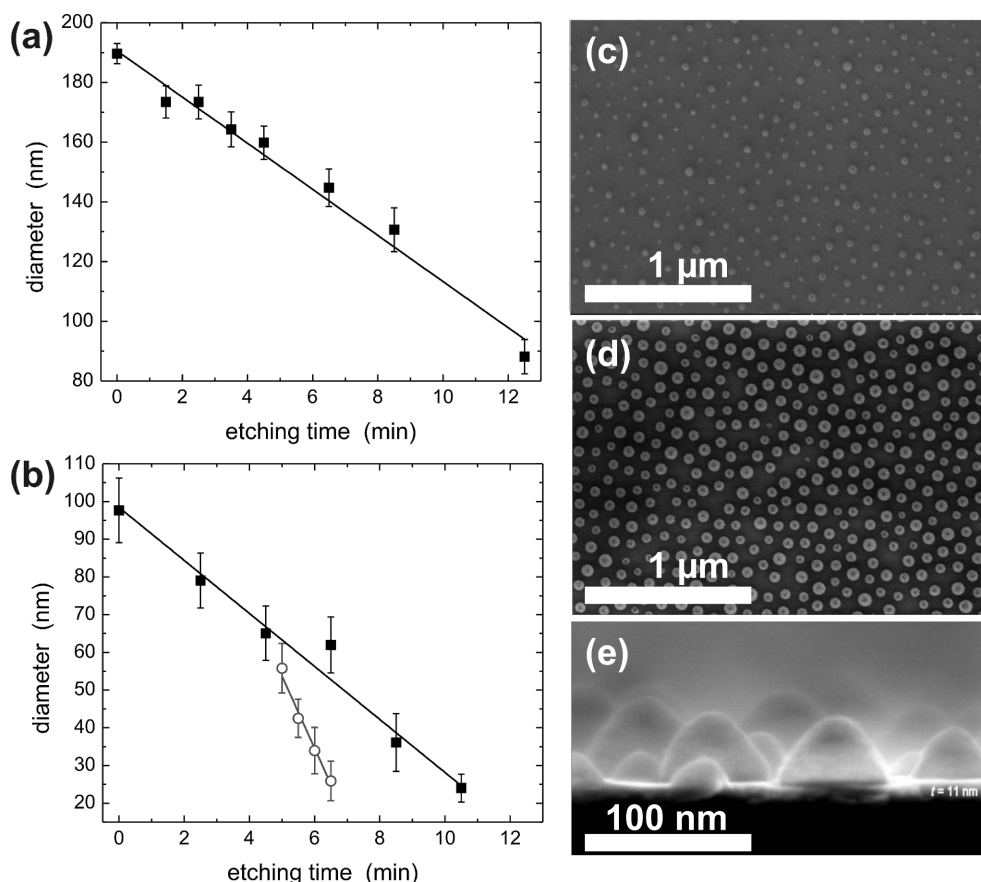 (a)
200
180
160
140
120
100
80
diameter (nm)
0 2 4 6 8 10 12
etching time (min)
(b)
110
100
90
80
70
60
50
40
30
20
diameter (nm)
0 2 4 6 8 10 12
etching time (min)
(c)
1 µm
(d)
1 µm
(e)
t = 11 nm
100 nm